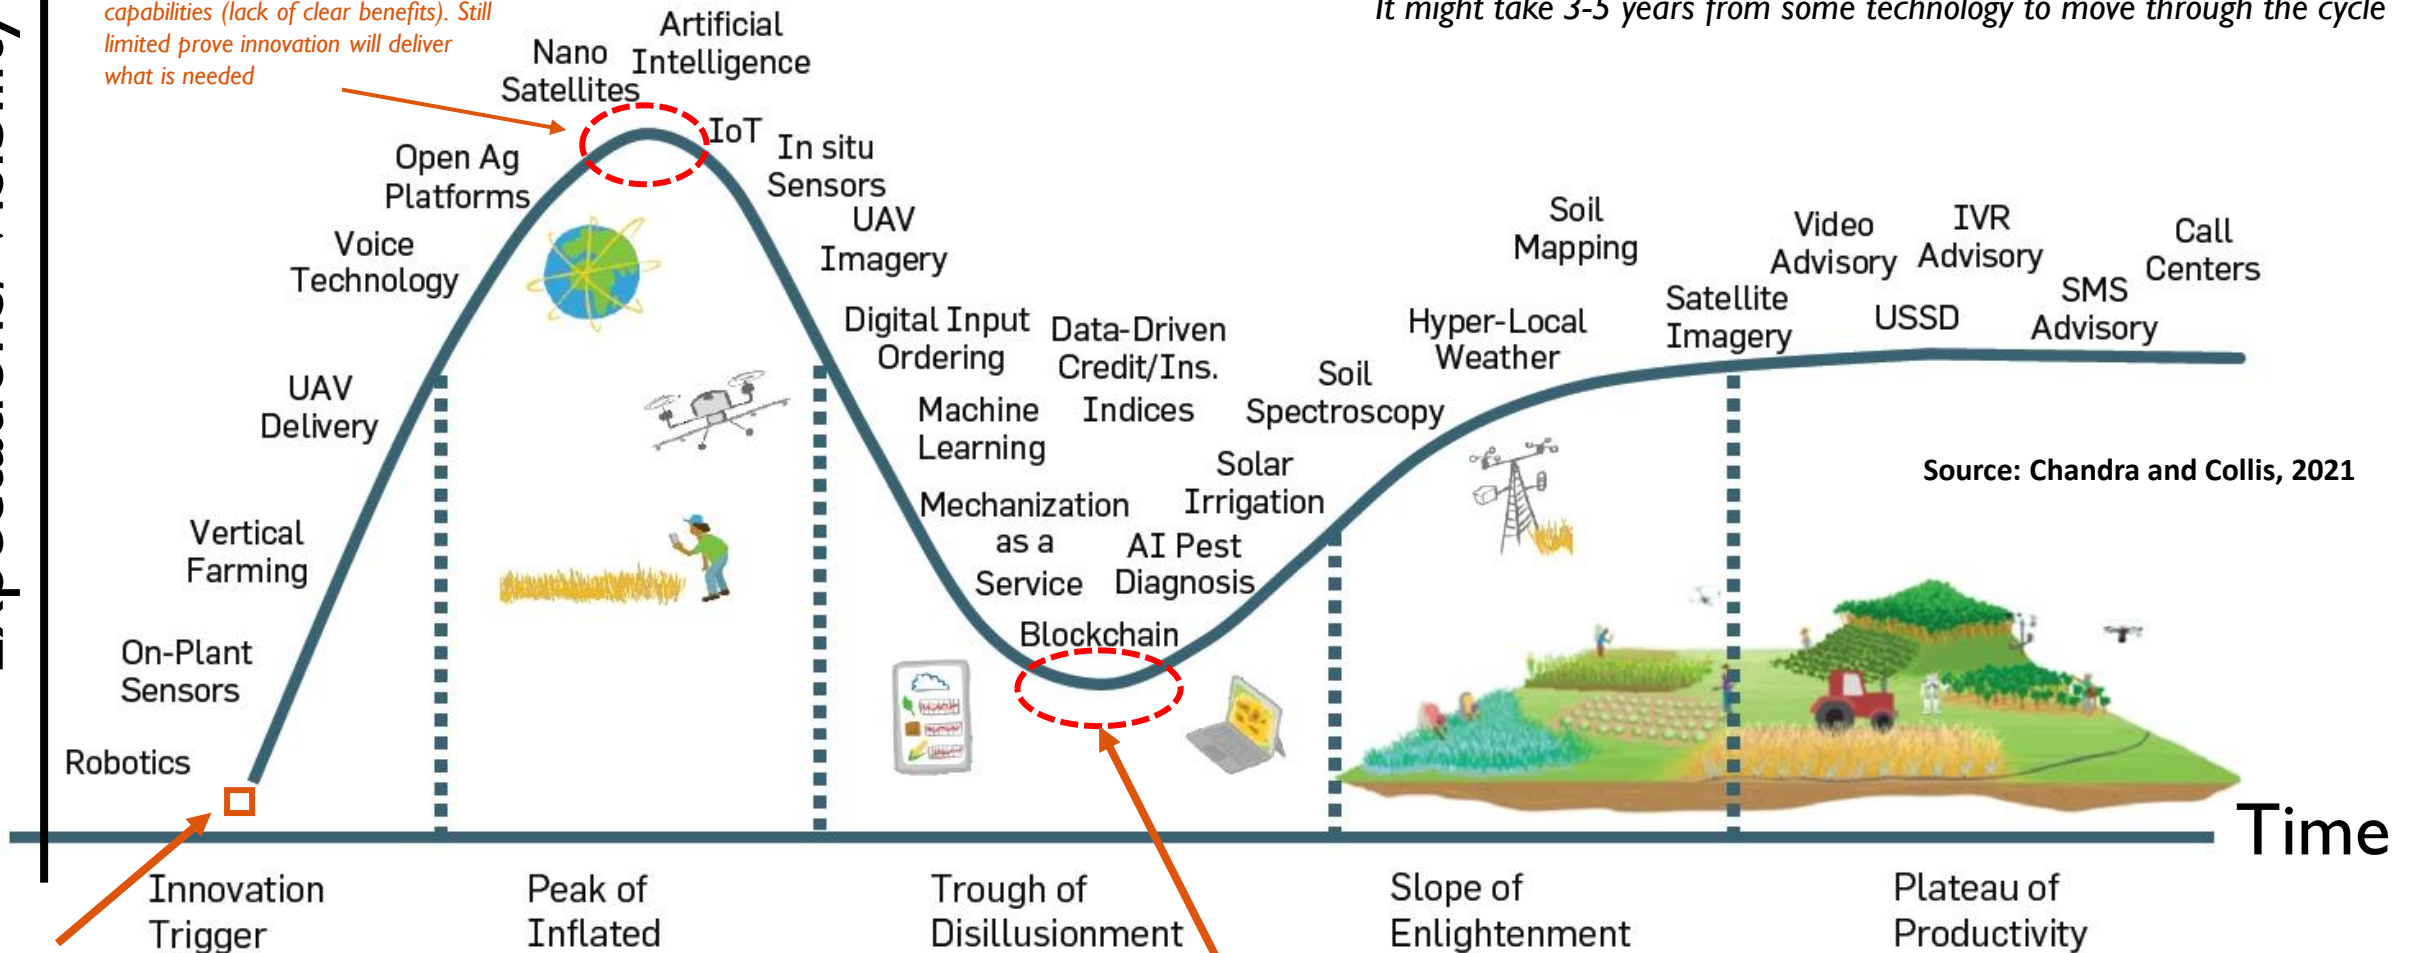 capabilities (lack of clear benefits). Still
limited prove innovation will deliver
what is needed
It might take 3-5 years from some technology to move through the cycle
Artificial
Intelligence
Nano
Satellites
IoT
In situ
Sensors
Open Ag
Platforms
UAV
Imagery
Voice
Technology
Soil
Mapping
Video
Advisory
IVR
Advisory
Call
Centers
Digital Input
Ordering
Data-Driven
Credit/Ins.
Indices
Hyper-Local
Weather
Satellite
Imagery
USSD
SMS
Advisory
UAV
Delivery
Machine
Learning
Soil
Spectroscopy
Solar
Irrigation
Source: Chandra and Collis, 2021
Vertical
Farming
Mechanization
as a
Service
AI Pest
Diagnosis
On-Plant
Sensors
Blockchain
Robotics
Time
Innovation
Trigger
Peak of
Inflated
Trough of
Disillusionment
Slope of
Enlightenment
Plateau of
Productivity